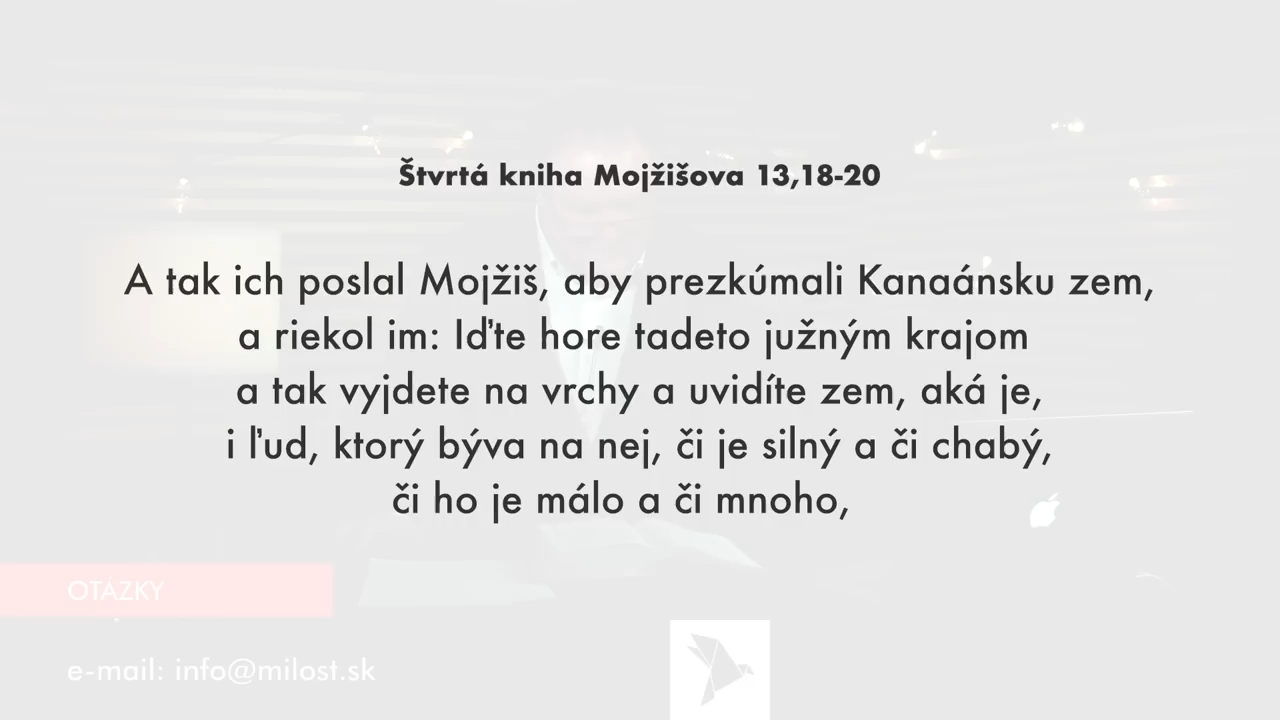 Štvrtá kniha Mojžišova 13,18-20
A tak ich poslal Mojžiš, aby prezkúmali Kanaánsku zem,
a riekol im: Iďte hore tadeto južným krajom
a tak vyjdete na vrchy a uvidíte zem, aká je,
i ľud, ktorý býva na nej, či je silný a či chabý,
či ho je málo a či mnoho,
OTÁZKY
e-mail: info@milost.sk